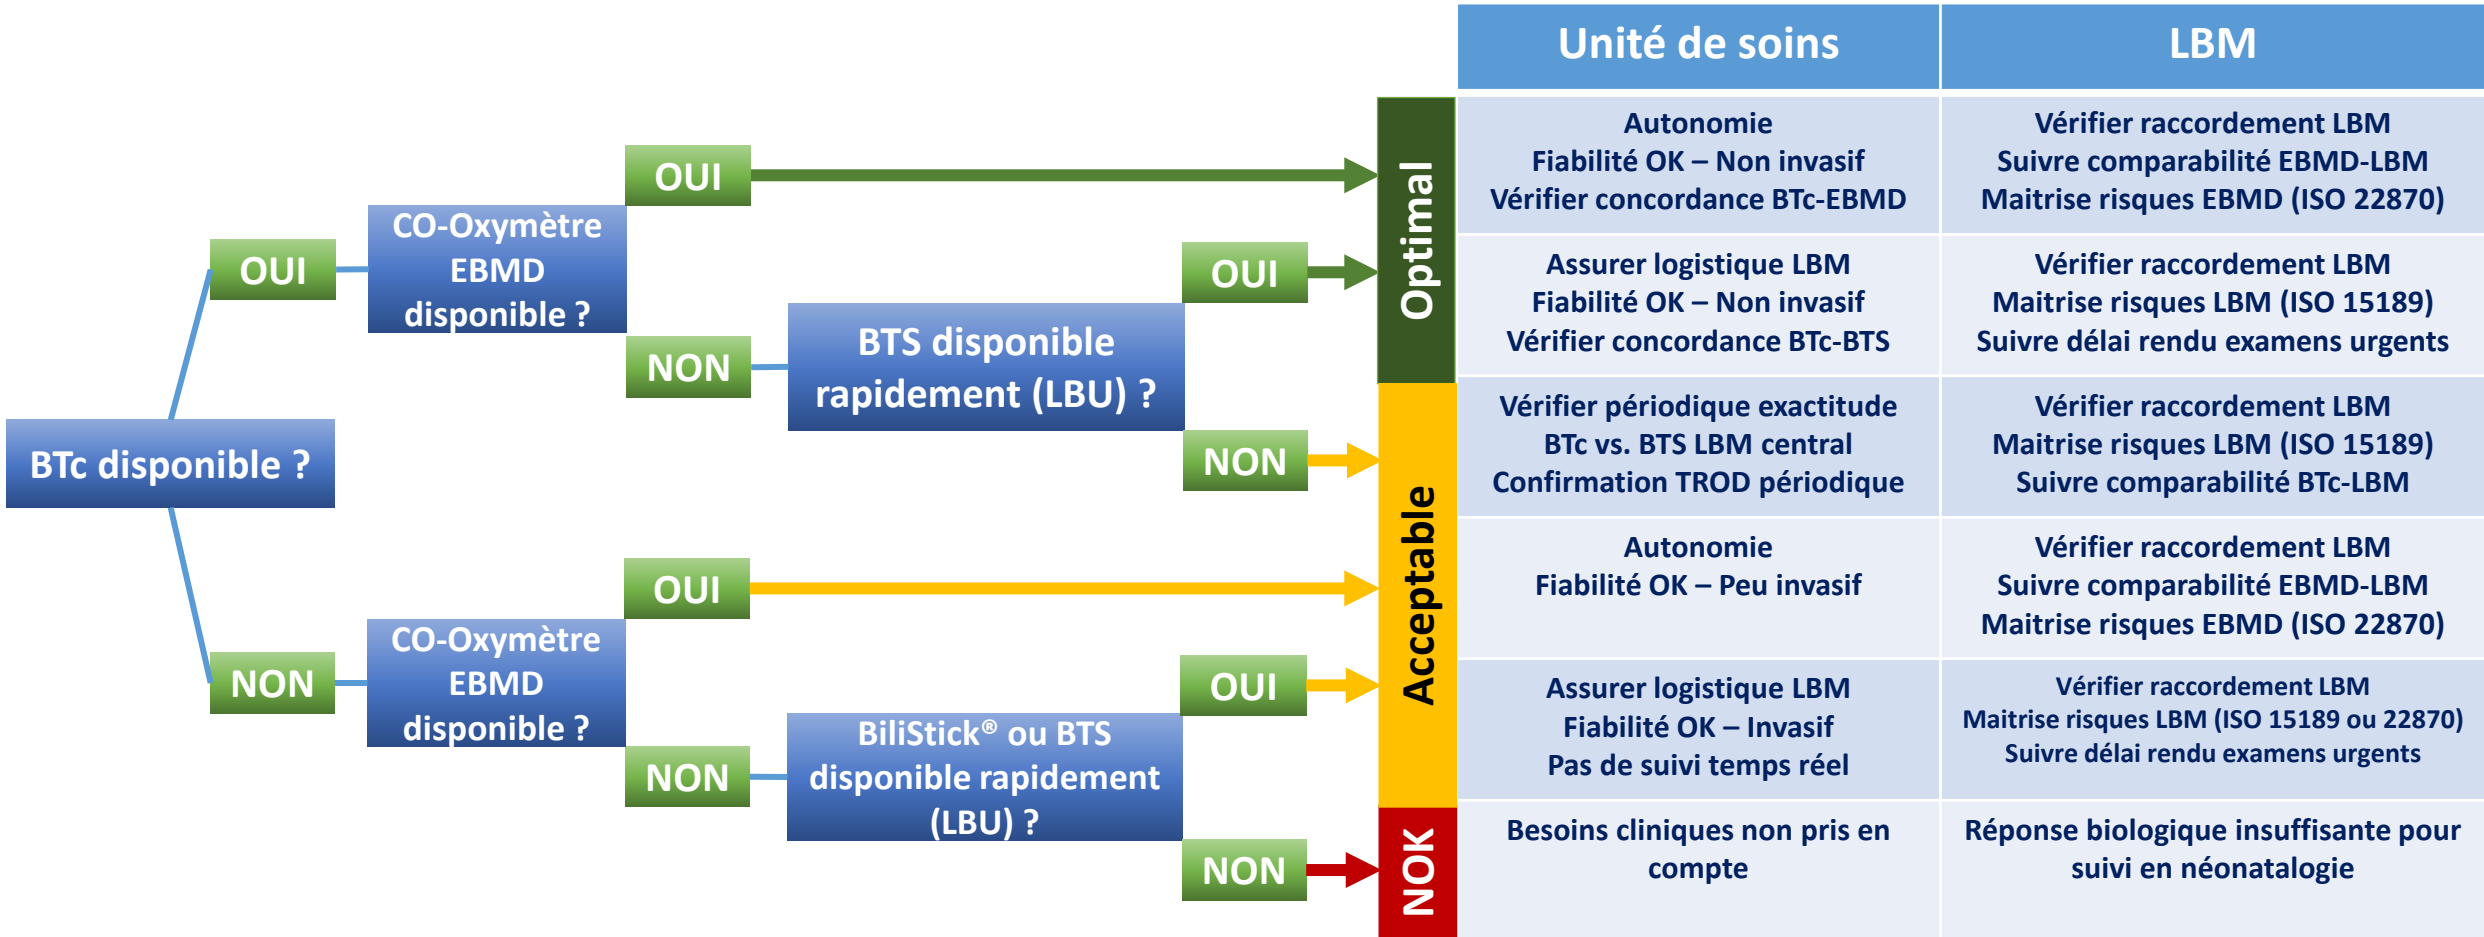 Unité de soins
LBM
BTc disponible ?
OUI
CO-Oxymètre
EBMD
disponible ?
OUI
NON
BTS disponible
rapidement (LBU) ?
OUI
NON
NON
CO-Oxymètre
EBMD
disponible ?
OUI
NON
BiliStick® ou BTS
disponible rapidement
(LBU) ?
OUI
NON
Optimal
Acceptable
NOK
Autonomie
Fiabilité OK – Non invasif
Vérifier concordance BTc-EBMD
Vérifier raccordement LBM
Suivre comparabilité EBMD-LBM
Maitrise risques EBMD (ISO 22870)
Assurer logistique LBM
Fiabilité OK – Non invasif
Vérifier concordance BTc-BTS
Vérifier raccordement LBM
Maitrise risques LBM (ISO 15189)
Suivre délai rendu examens urgents
Vérifier périodique exactitude
BTc vs. BTS LBM central
Confirmation TROD périodique
Vérifier raccordement LBM
Maitrise risques LBM (ISO 15189)
Suivre comparabilité BTc-LBM
Autonomie
Fiabilité OK – Peu invasif
Vérifier raccordement LBM
Suivre comparabilité EBMD-LBM
Maitrise risques EBMD (ISO 22870)
Assurer logistique LBM
Fiabilité OK – Invasif
Pas de suivi temps réel
Vérifier raccordement LBM
Maitrise risques LBM (ISO 15189 ou 22870)
Suivre délai rendu examens urgents
Besoins cliniques non pris en
compte
Réponse biologique insuffisante pour
suivi en néonatalogie